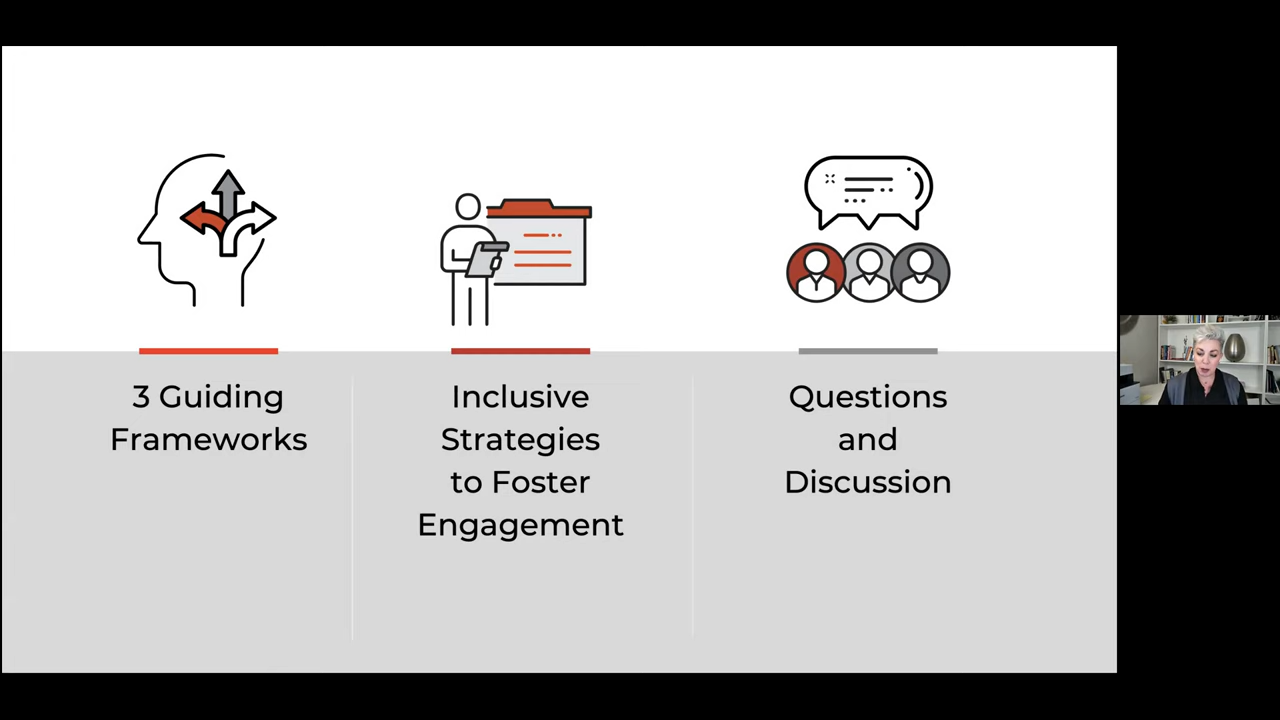 3 Guiding
Frameworks
Inclusive
Strategies
to Foster
Engagement
Questions
and
Discussion